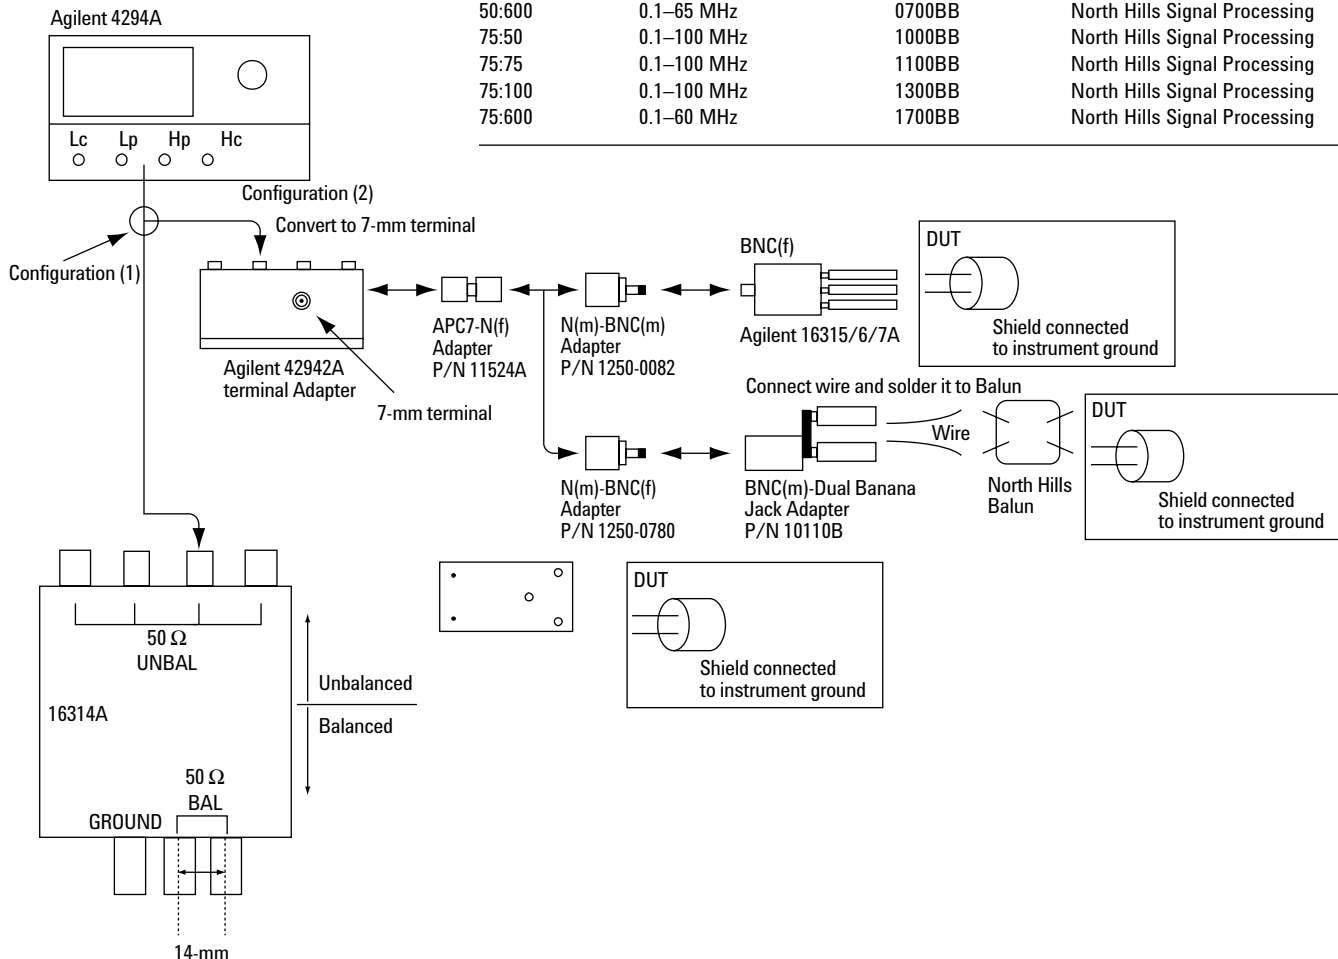 50:600 0.1–65 MHz 0700BB North Hills Signal Processing
75:50 0.1–100 MHz 1000BB North Hills Signal Processing
75:75 0.1–100 MHz 1100BB North Hills Signal Processing
75:100 0.1–100 MHz 1300BB North Hills Signal Processing
75:600 0.1–60 MHz 1700BB North Hills Signal Processing
Agilent 4294A
Lc Lp Hp Hc
Configuration (2)
Convert to 7-mm terminal
Configuration (1)
Agilent 42942A
terminal Adapter
7-mm terminal
APC7-N(f)
Adapter
P/N 11524A
N(m)-BNC(m)
Adapter
P/N 1250-0082
BNC(f)
Agilent 16315/6/7A
DUT
Shield connected
to instrument ground
Connect wire and solder it to Balun
N(m)-BNC(f)
Adapter
P/N 1250-0780
BNC(m)-Dual Banana
Jack Adapter
P/N 10110B
Wire
North Hills
Balun
DUT
Shield connected
to instrument ground
50 Ω
UNBAL
16314A
Unbalanced
Balanced
50 Ω
BAL
GROUND
14-mm
DUT
Shield connected
to instrument ground